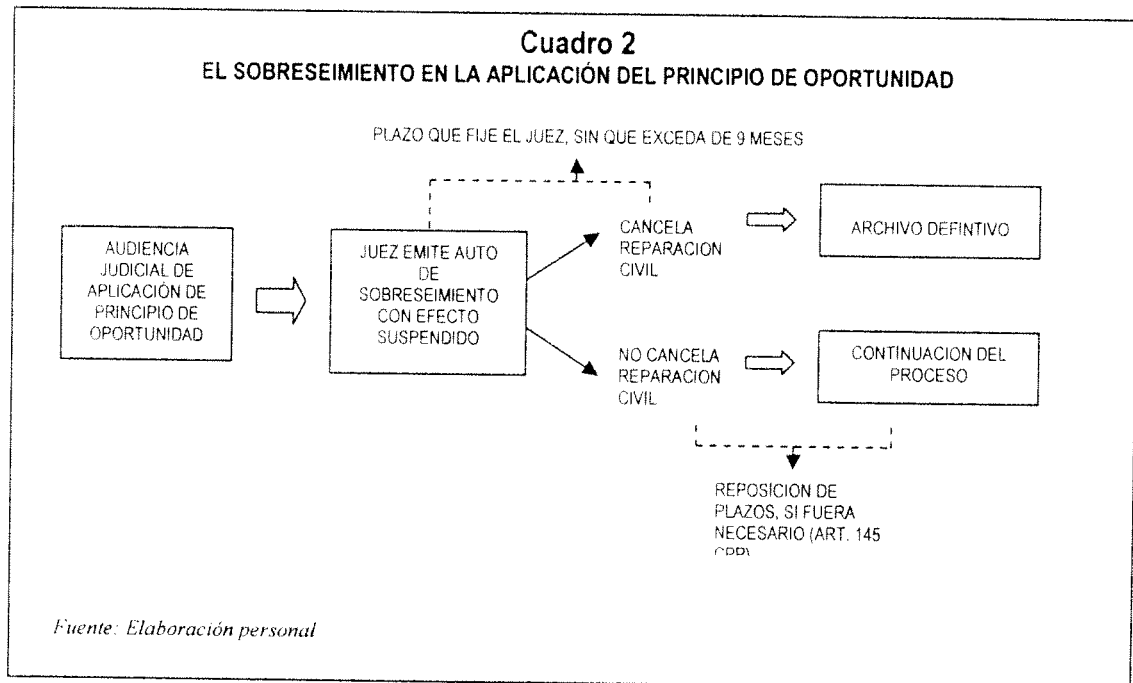 Cuadro 2
EL SOBRESEIMIENTO EN LA APLICACIÓN DEL PRINCIPIO DE OPORTUNIDAD
PLAZO QUE FIJE EL JUEZ, SIN QUE EXCEDA DE 9 MESES
AUDIENCIA
JUDICIAL DE
APLICACIÓN DE
PRINCIPIO DE
OPORTUNIDAD
JUEZ EMITE AUTO
DE
SOBRESEIMIENTO
CON EFECTO
SUSPENDIDO
CANCELA
REPARACION
CIVIL
ARCHIVO DEFINTIVO
NO CANCELA
REPARACION
CIVIL
CONTINUACION DEL
PROCESO
REPOSICION DE
PLAZOS, SI FUERA
NECESARIO (ART. 145
CPP)
Fuente: Elaboración personal